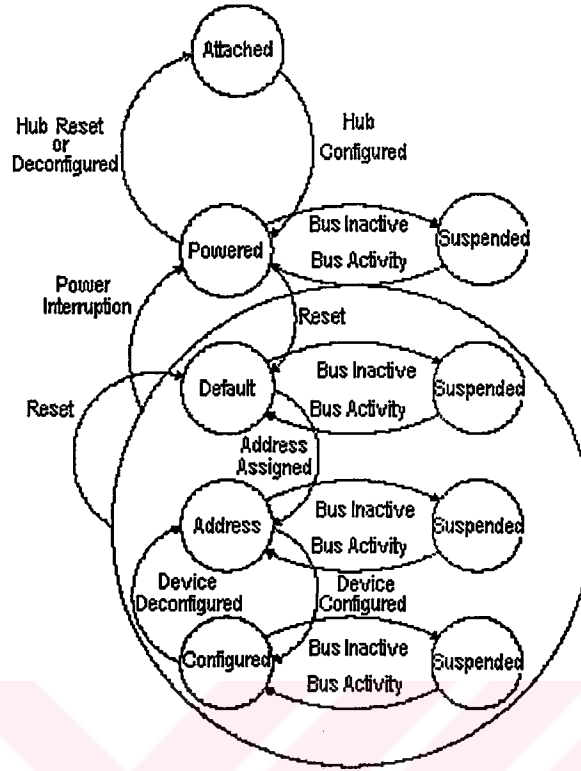 Attached
Hub Reset
or
Deconfigured
Hub
Configured
Powered
Bus Inactive
Bus Activity
Suspended
Power
Interruption
Reset
Default
Bus Inactive
Bus Activity
Suspended
Reset
Address
Assigned
Address
Bus Inactive
Bus Activity
Suspended
Device
Deconfigured
Device
Configured
Configured
Bus Inactive
Bus Activity
Suspended